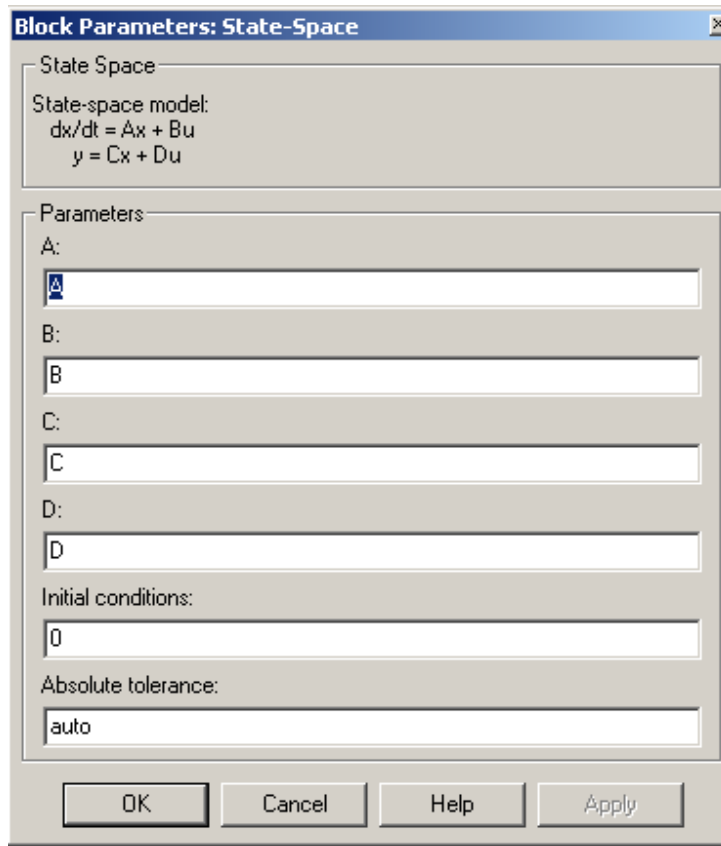 Block Parameters: State-Space
State Space
State-space model:
dx/dt = Ax + Bu
y = Cx + Du
Parameters
A:
A
B:
B
C:
C
D:
D
Initial conditions:
0
Absolute tolerance:
auto
OK Cancel Help Apply